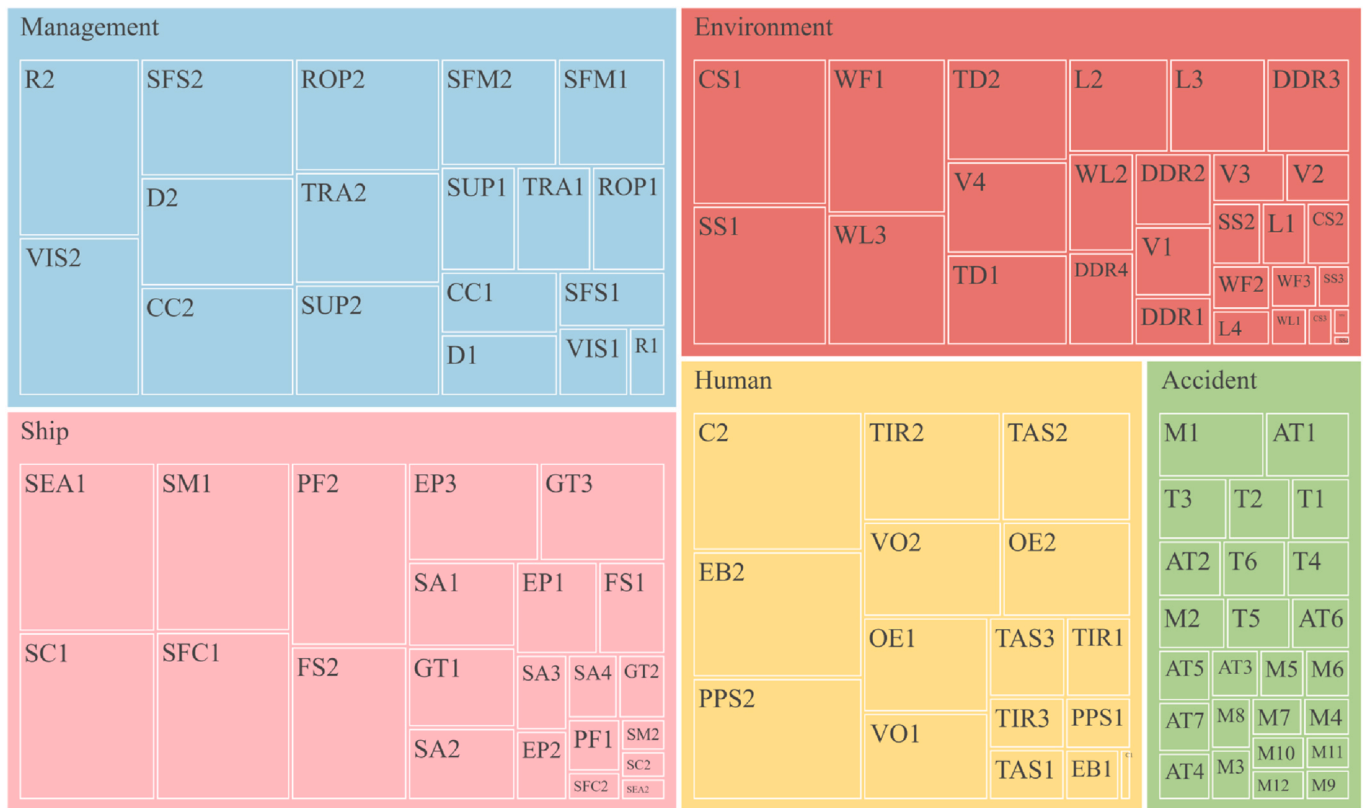 Management
R2
SFS2
ROP2
SFM2
SFM1
D2
TRA2
SUP1
TRA1
ROP1
VIS2
CC2
SUP2
CC1
SFS1
D1
VIS1
R1
Environment
CS1
WF1
TD2
L2
L3
DDR3
SS1
WL3
V4
TD1
WL2
DDR4
DDR2
V1
DDR1
V3
V2
SS2
L1
CS2
WF2
WF3
SS3
L4
WL1
CS3
Ship
SEA1
SM1
PF2
EP3
GT3
SC1
SFC1
FS2
SA1
EP1
FS1
GT1
SA2
SA3
SA4
GT2
EP2
PF1
SM2
SC2
SFC2
SEA2
Human
C2
TIR2
TAS2
EB2
VO2
OE2
PPS2
OE1
TAS3
TIR1
VO1
TIR3
PPS1
TAS1
EB1
C1
Accident
M1
AT1
T3
T2
T1
AT2
T6
T4
M2
T5
AT6
AT5
AT3
M5
M6
AT7
M8
M7
M4
AT4
M3
M10
M11
M12
M9